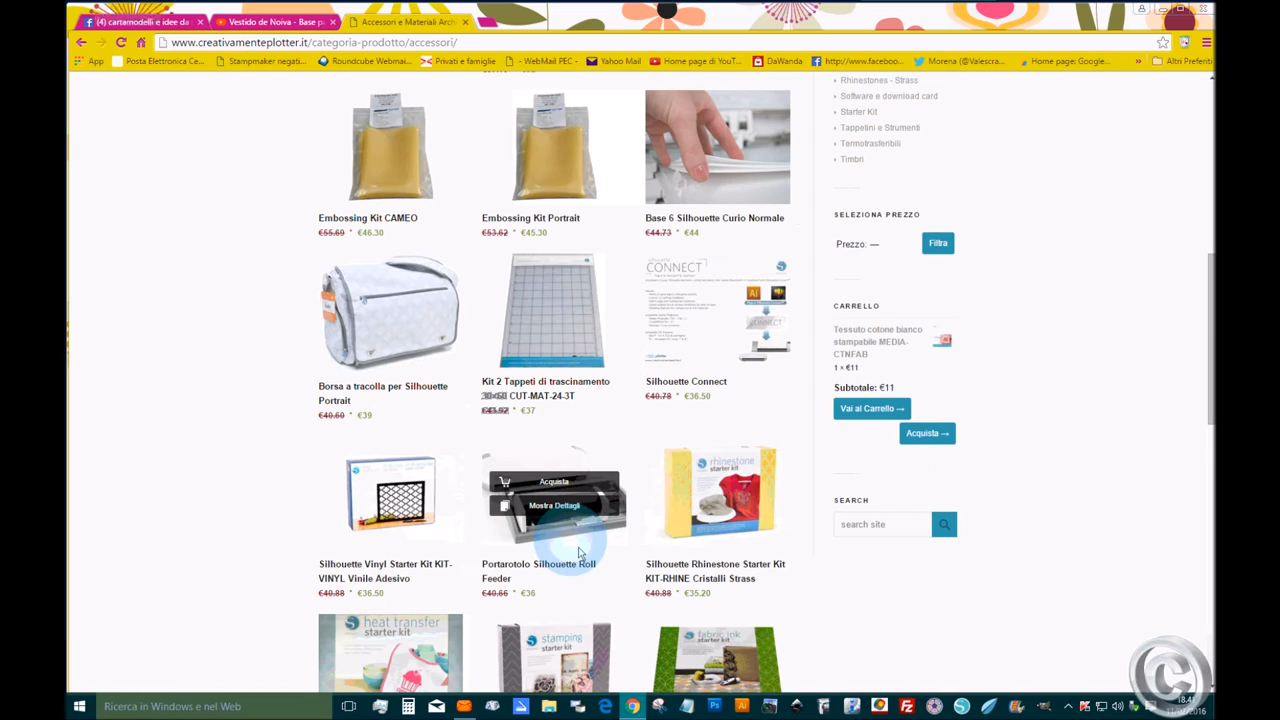 (4) cartamodelli e idee da
Vestido de Noiva - Base p
Accessori e Materiali Arch
www.creativamenteplotter.it/categoria-prodotto/accessori/
App
Posta Elettronica Ce...
Stampmaker negati...
Roundcube Webmai...
Privati e famiglie
- WebMail PEC -
Yahoo Mail
Home page di YouT...
DaWanda
http://www.faceboo...
Morena (@Valescra...
Home page: Google...
»
Altri Preferiti
Rhinestones - Strass
Software e download card
Starter Kit
Tappetini e Strumenti
Termotrasferibili
Timbri
Embossing Kit CAMEO
€55.69 * €46.30
Embossing Kit Portrait
€53.62 * €45.30
Base 6 Silhouette Curio Normale
€44.73 * €44
SELEZIONA PREZZO
Prezzo: —
Filtra
CARRELLO
Tessuto cotone bianco
stampabile MEDIA-
CTNFAB
1 × €11
Subtotale: €11
Vai al Carrello →
Acquista →
SEARCH
search site
silhouette
CONNECT
Borsa a tracolla per Silhouette
Portrait
€40.60 * €39
Kit 2 Tappeti di trascinamento
CUT-MAT-24-3T
€37
Silhouette Connect
€40.78 * €36.50
Acquista
Mostra Dettagli
rhinestone
starter kit
Silhouette Vinyl Starter Kit KIT-
VINYL Vinile Adesivo
€40.88 * €36.50
Portarotolo Silhouette Roll
Feeder
€40.66 * €36
Silhouette Rhinestone Starter Kit
KIT-RHINE Cristalli Strass
€40.88 * €35.20
heat transfer
starter kit
stamping
starter kit
fabric ink
starter kit
Ricerca in Windows e nel Web